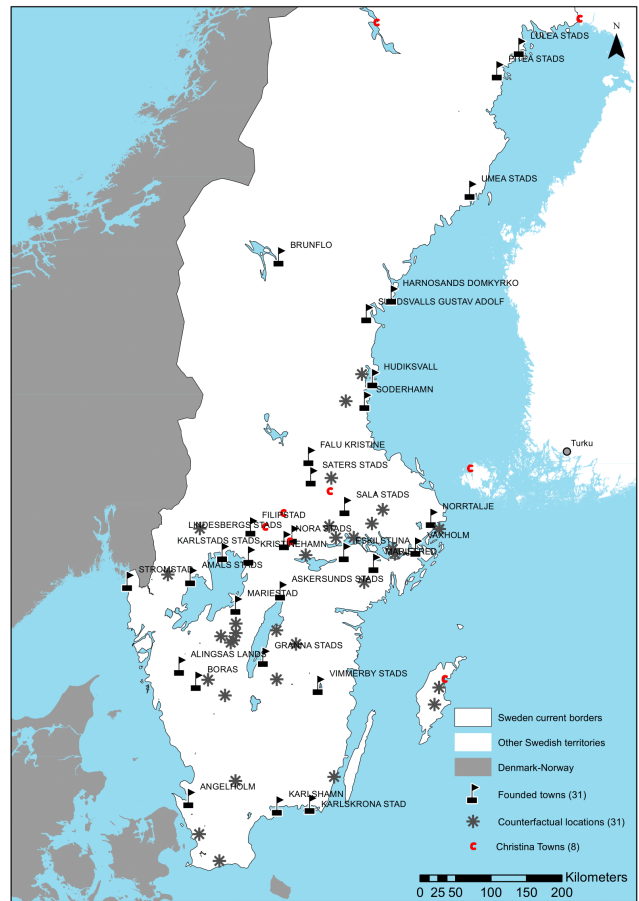 N
LULEA STADS
PITEA STADS
UMEA STADS
BRUNFLO
HARNOSANDS DOMKYRKO
SUNDSVALLS GUSTAV ADOLF
HUDIKSVALL
SODERHAMN
FALU KRISTINE
Turku
SATERS STADS
SALA STADS
NORRTALJE
FILIPSTAD
LINDESBERGS STADS
NORA STADS
KARLSTADS STADS
KRISTINEHAMN
ESKILSTUNA
VAXHOLM
MARIEFRED
STROMSTAD
AMALS STADS
ASKERSUNDS STADS
MARIESTAD
ALINGSAS LANDS
GRANNA STADS
BORAS
VIMMERBY STADS
ANGELHOLM
KARLSHAMN
KARLSKRONA STAD
Sweden current borders
Other Swedish territories
Denmark-Norway
Founded towns (31)
Counterfactual locations (31)
Christina Towns (8)
Kilometers
0 25 50 100 150 200